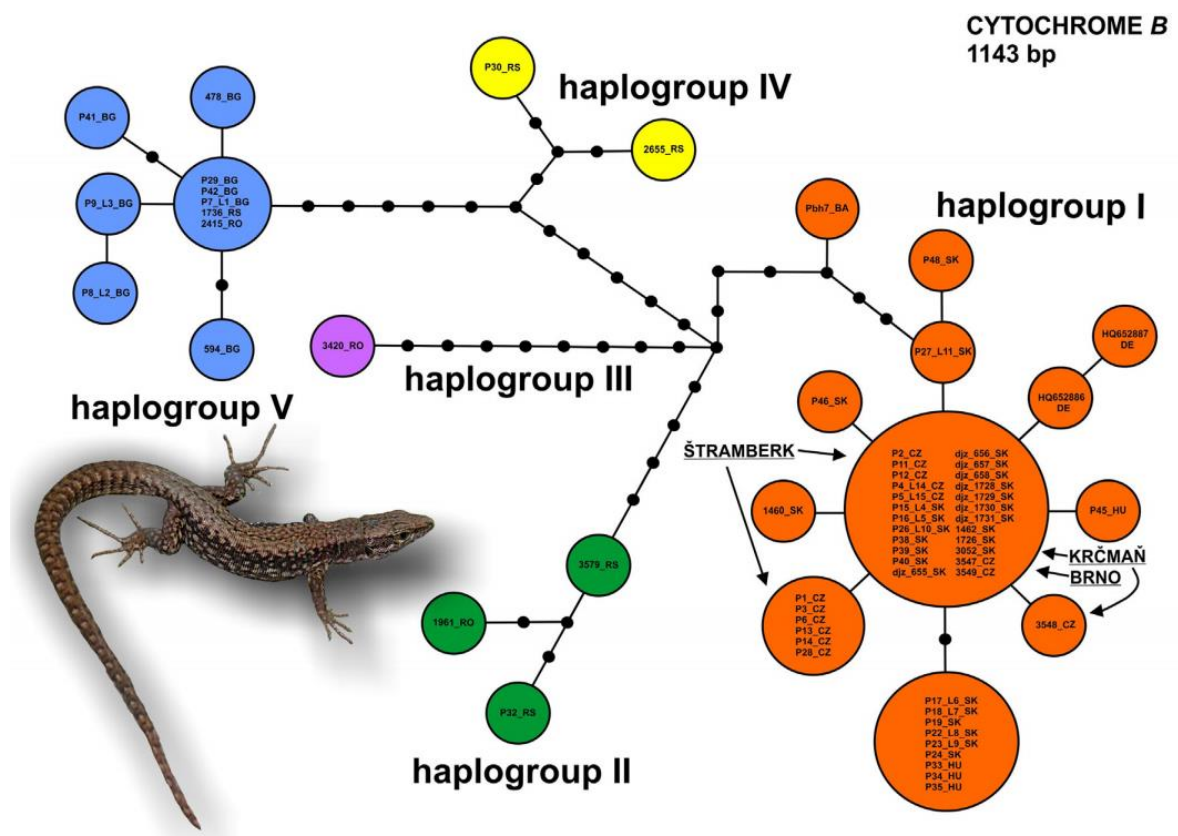 CYTOCHROME B
1143 bp
P30_RS
haplogroup IV
2655_RS
478_BG
P41_BG
P29_BG
P42_BG
P7_L1_BG
1736_RS
2415_RO
P9_L3_BG
P8_L2_BG
594_BG
haplogroup V
3420_RO
haplogroup III
haplogroup I
Pbh7_BA
P48_SK
P27_L11_SK
HQ652887
DE
HQ652886
DE
P46_SK
ŠTRAMBERK
P2_CZ
P11_CZ
P12_CZ
P4_L14_CZ
P5_L15_CZ
P15_L4_SK
P16_L5_SK
P26_L10_SK
P38_SK
P39_SK
P40_SK
djz_655_SK
djz_656_SK
djz_657_SK
djz_658_SK
djz_1728_SK
djz_1729_SK
djz_1730_SK
djz_1731_SK
1462_SK
1726_SK
3052_SK
3547_CZ
3549_CZ
1460_SK
P45_HU
KRČMAŇ
BRNO
3548_CZ
P1_CZ
P3_CZ
P6_CZ
P13_CZ
P14_CZ
P28_CZ
P17_L6_SK
P18_L7_SK
P19_SK
P22_L8_SK
P23_L9_SK
P24_SK
P33_HU
P34_HU
P35_HU
3579_RS
1961_RO
P32_RS
haplogroup II